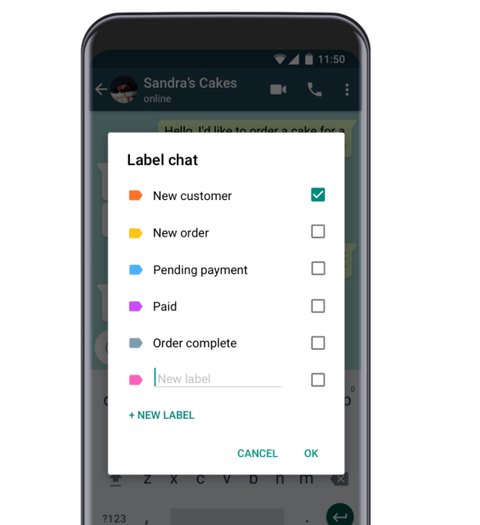 11:50
Sandra's Cakes
online
Hello, I'd like to order a cake for a
Label chat
New customer
New order
Pending payment
Paid
Order complete
New label
+ NEW LABEL
CANCEL
OK
z x c v b n m
?123 , .